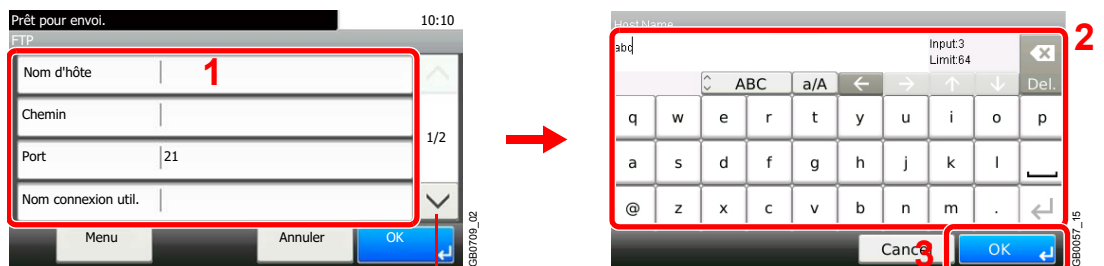 Prêt pour envoi. 10:10
FTP
Nom d'hôte 1
Chemin
Port 21
Nom connexion util.
1/2
Menu Annuler OK
GB0709_02
Host Name
abc Input:3
Limit:64
2
ABC a/A ← → ↑ ↓ Del.
q w e r t y u i o p
a s d f g h j k l
@ z x c v b n m .
Cancel 3 OK
GB0057_15